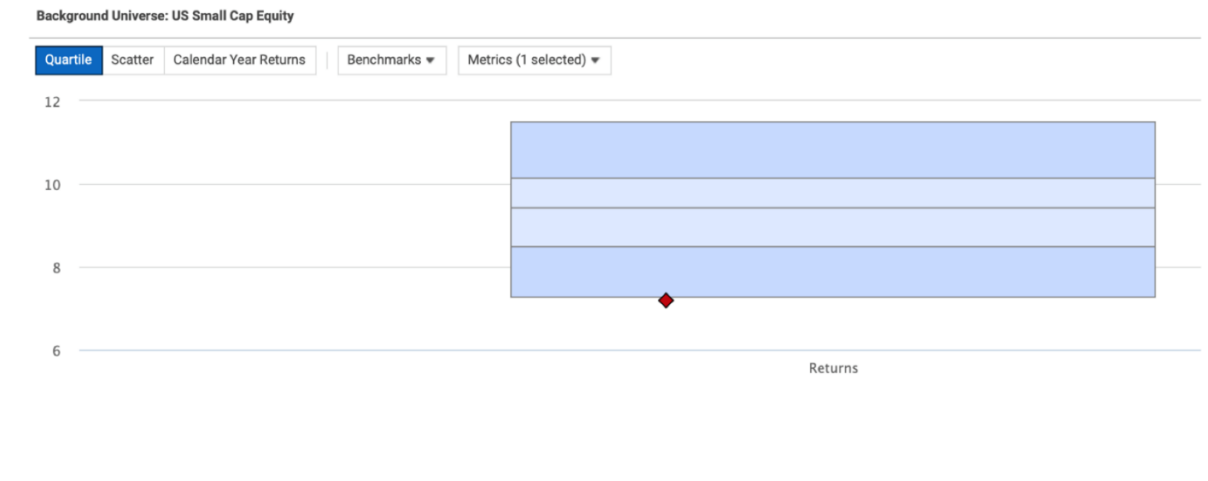 Background Universe: US Small Cap Equity
Quartile Scatter Calendar Year Returns Benchmarks Metrics (1 selected)
12
10
8
6
Returns